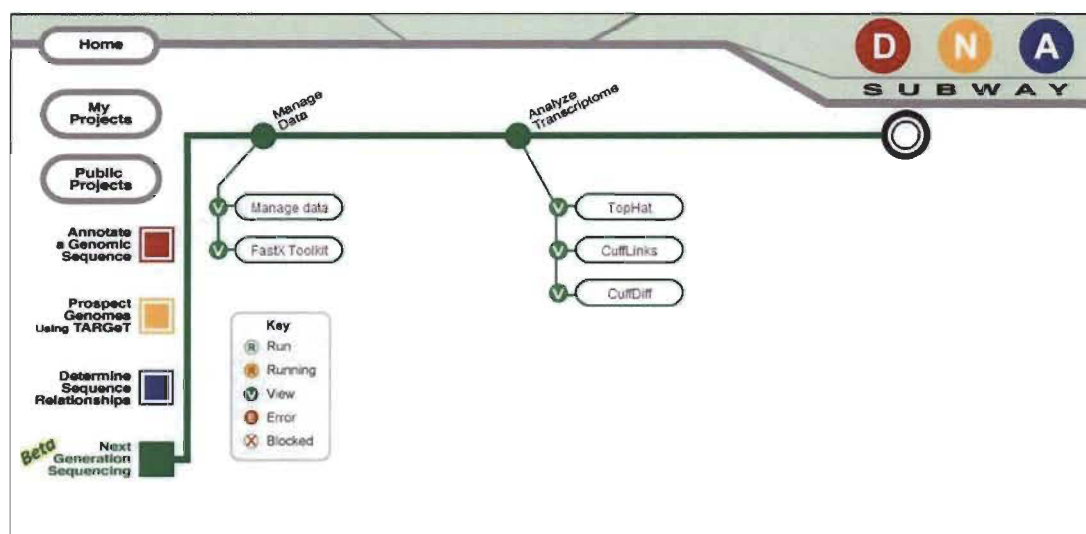 Home
D N A
SUBWAY
My
Projects
Public
Projects
Manage
Data
Analyze
Transcriptome
Manage data
FastX Toolkit
TopHat
CuffLinks
CuffDiff
Annotate
a Genomic
Sequence
Prospect
Genomes
Using TARGeT
Determine
Sequence
Relationships
Beta
Next
Generation
Sequencing
Key
R Run
R Running
V View
E Error
X Blocked
V
V
V
V
V